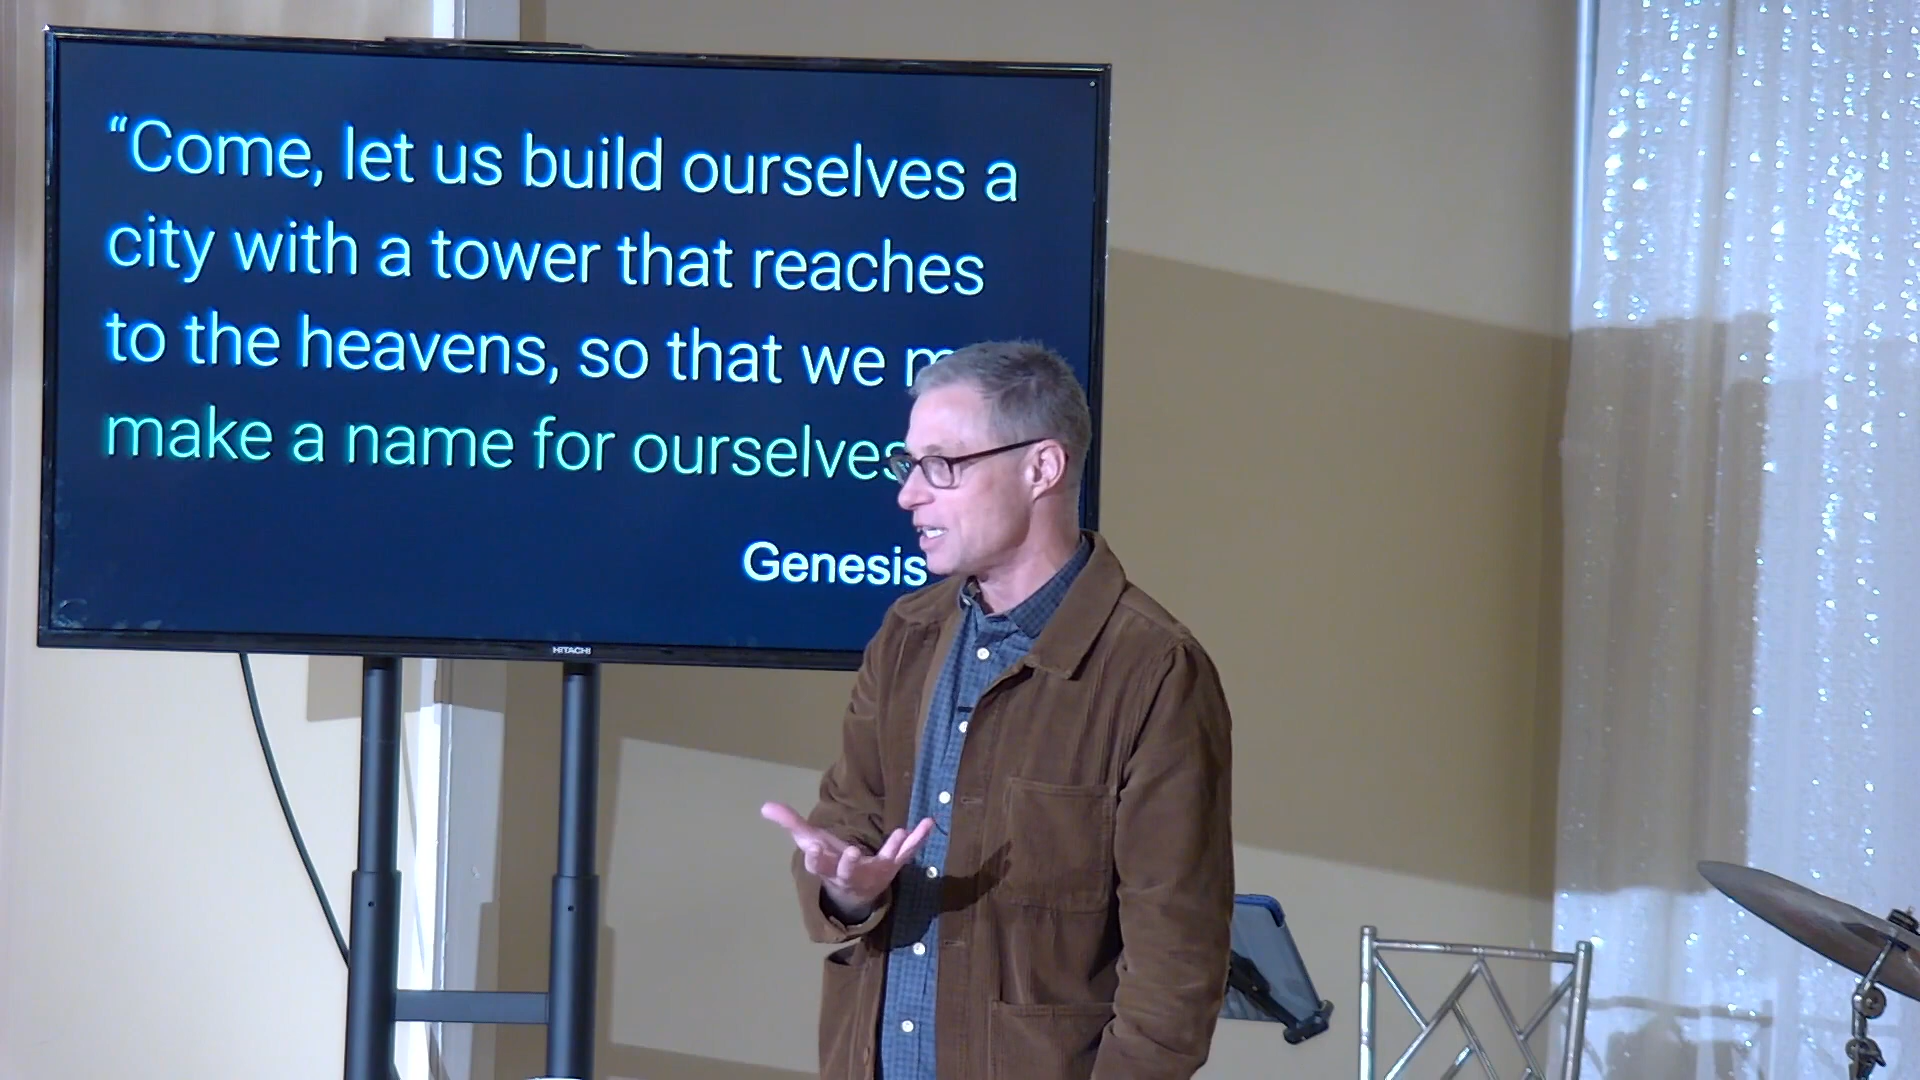 “Come, let us build ourselves a
city with a tower that reaches
to the heavens, so that we
make a name for ourselves
Genesis
HITACHI